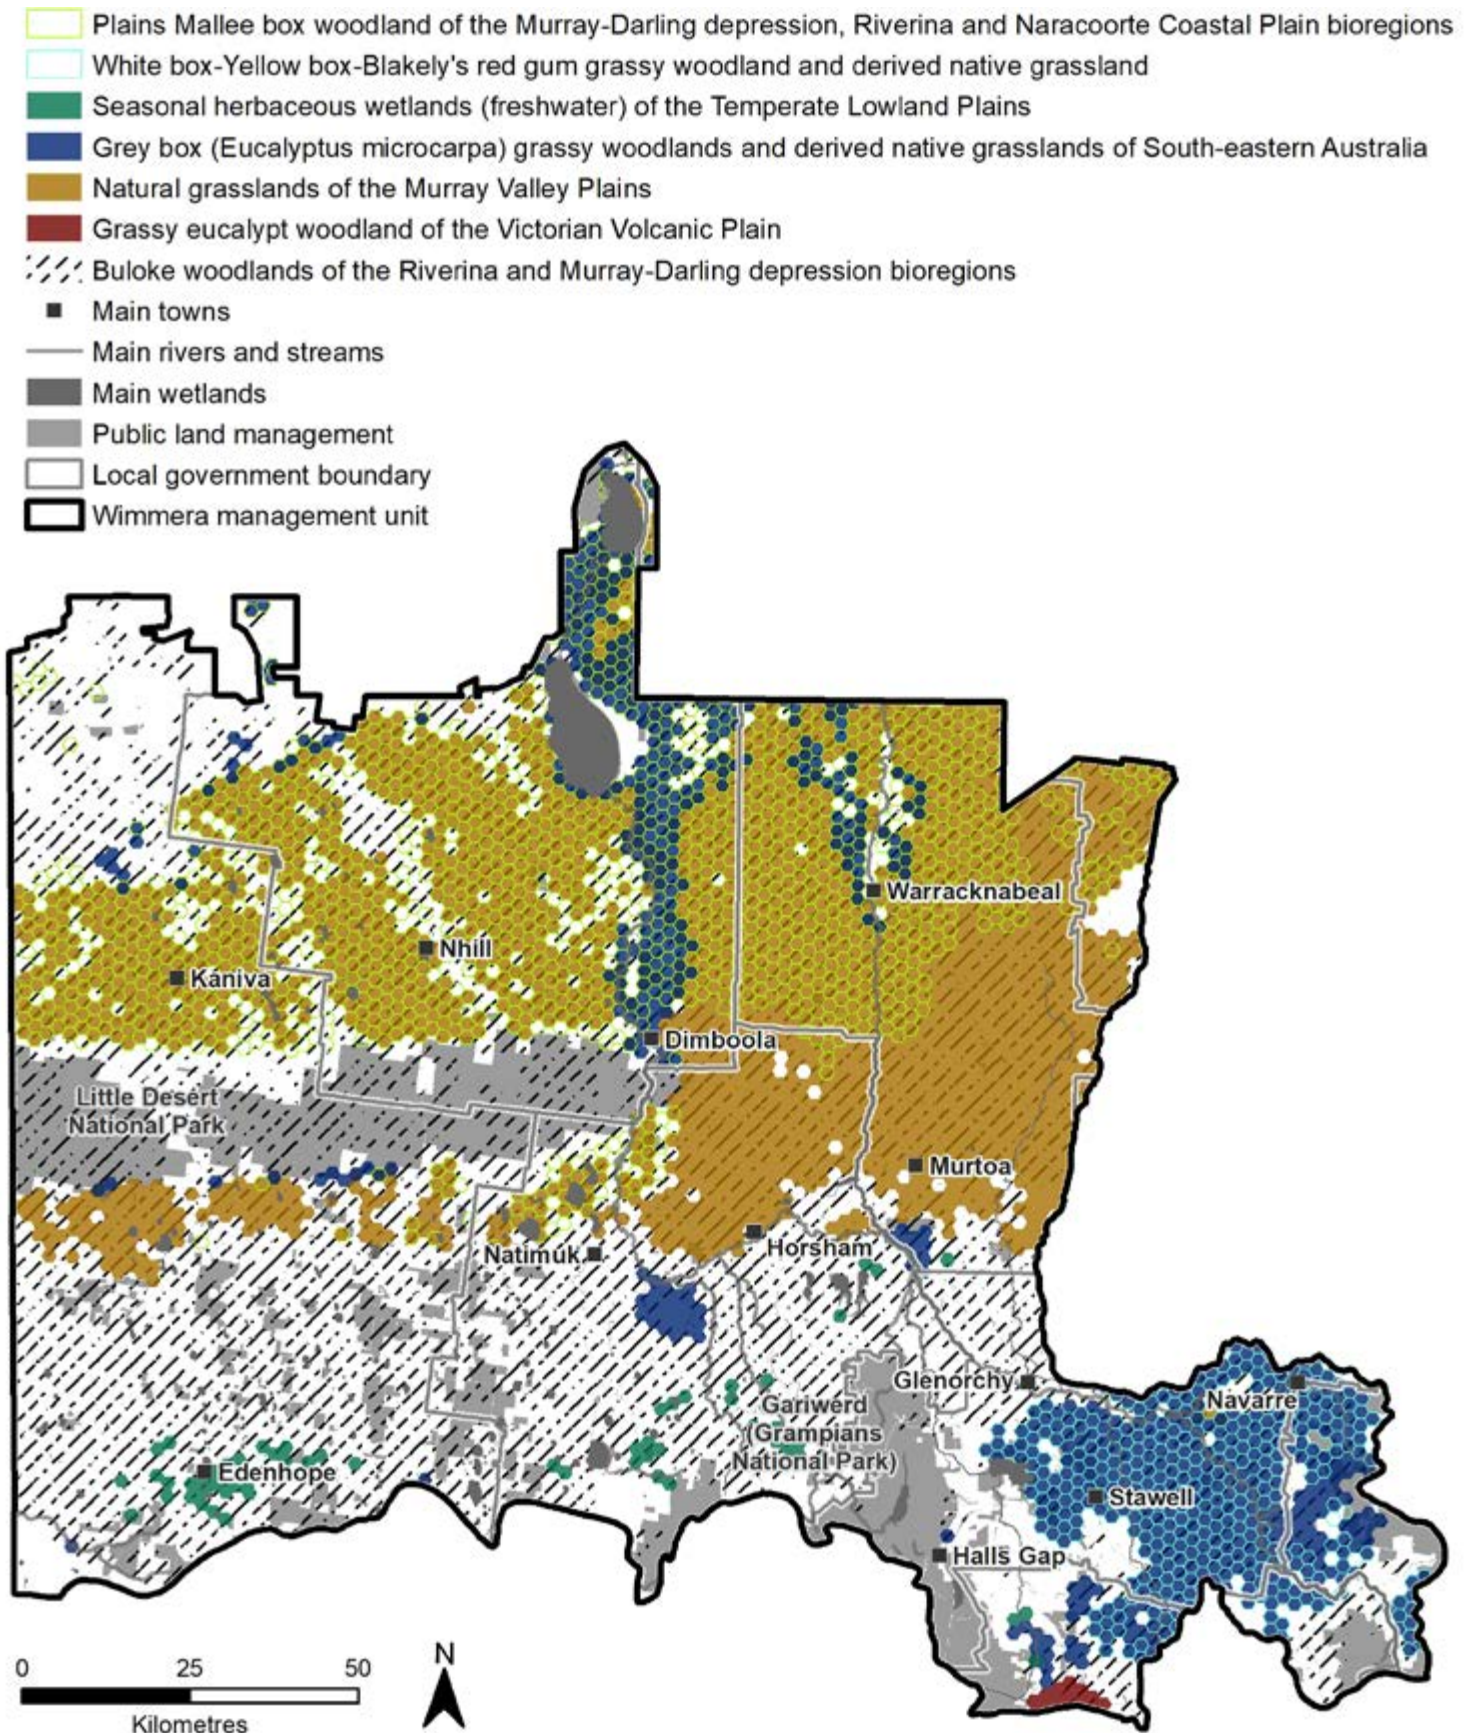 Plains Mallee box woodland of the Murray-Darling depression, Riverina and Naracoorte Coastal Plain bioregions
White box-Yellow box-Blakely's red gum grassy woodland and derived native grassland
Seasonal herbaceous wetlands (freshwater) of the Temperate Lowland Plains
Grey box (Eucalyptus microcarpa) grassy woodlands and derived native grasslands of South-eastern Australia
Natural grasslands of the Murray Valley Plains
Grassy eucalypt woodland of the Victorian Volcanic Plain
Buloke woodlands of the Riverina and Murray-Darling depression bioregions
Main towns
Main rivers and streams
Main wetlands
Public land management
Local government boundary
Wimmera management unit
Warracknabeal
Nhill
Kaniva
Dimboola
Little Desert
National Park
Murtoa
Horsham
Natimuk
Glenorchy
Navarre
Gariwerd
(Grampians
National Park)
Edenhope
Stawell
Halls Gap
0 25 50
Kilometres
N